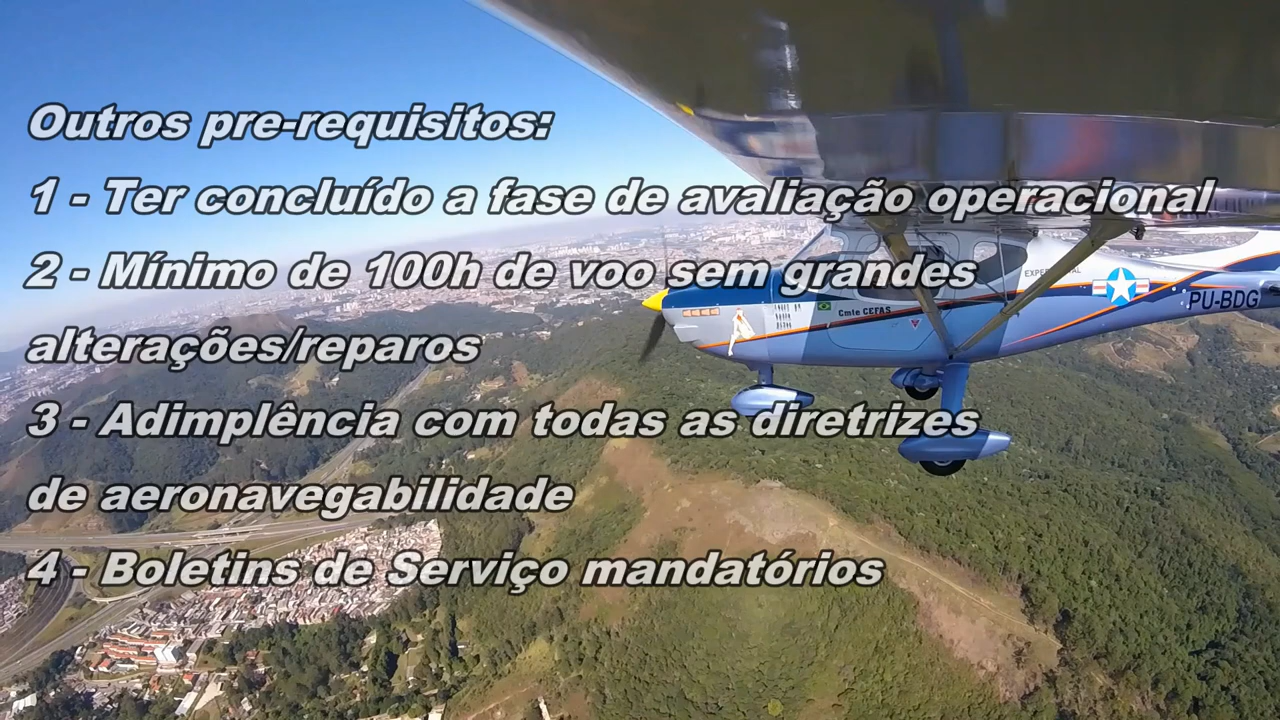 Outros pre-requisitos:
1 - Ter concluído a fase de avaliação operacional
2 - Mínimo de 100h de voo sem grandes
alterações/reparos
3 - Adimplência com todas as diretrizes
de aeronavegabilidade
4 - Boletins de Serviço mandatórios
EXPERIMENTAL
Cmte CEFAS
PU-BDG